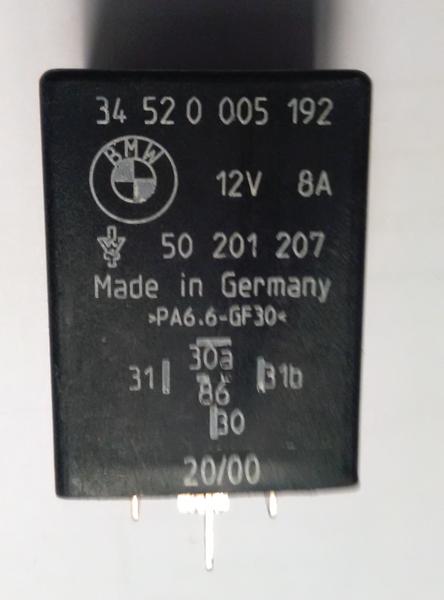 34 52 0 005 192
BMW
12V 8A
50 201 207
Made in Germany
>PA6.6-GF30<
30a
31 31b
86
30
20/00